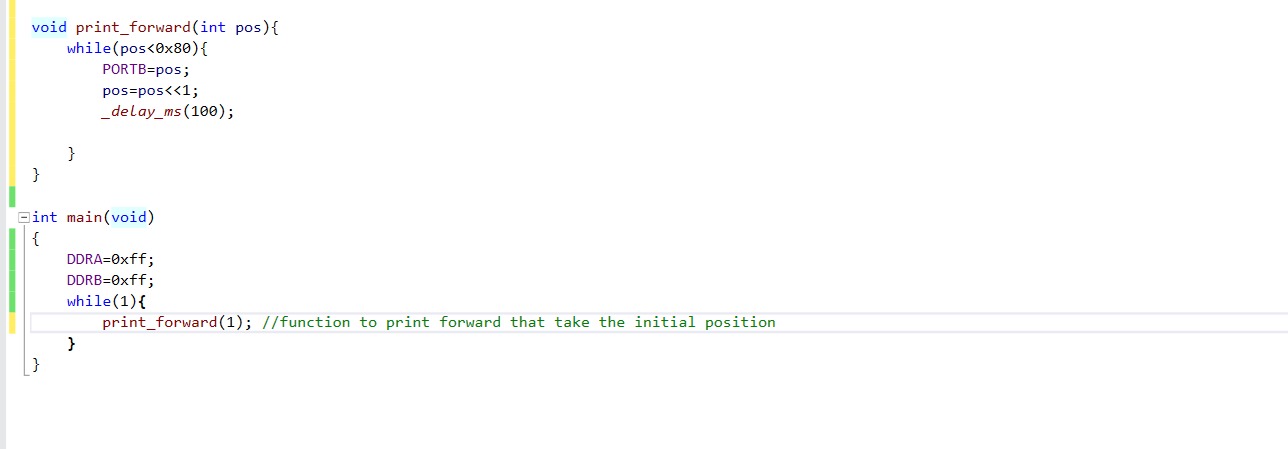 void print_forward(int pos){
    while(pos<0x80){
        PORTB=pos;
        pos=pos<<1;
        _delay_ms(100);
    }
}
int main(void)
{
    DDRA=0xff;
    DDRB=0xff;
    while(1){
        print_forward(1); //function to print forward that take the initial position
    }
}